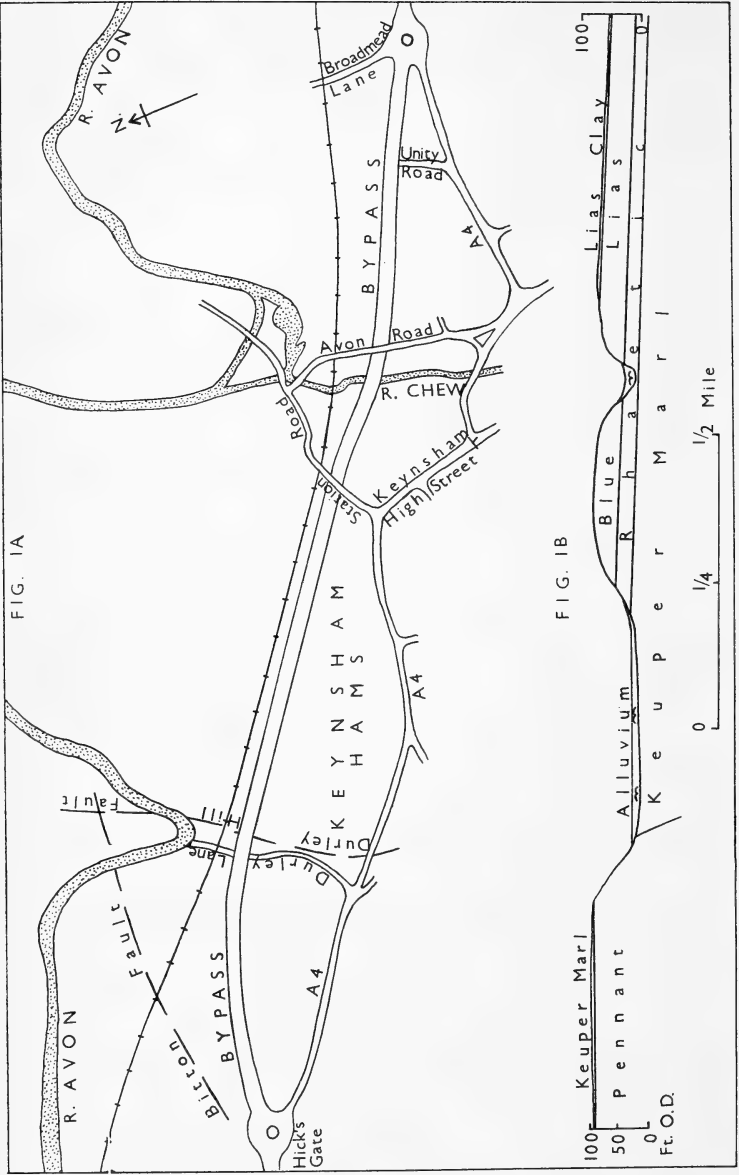 FIG. 1A
R. AVON
N.
R. AVON
Broadmead
Lane
Unity
Road
A4
BYPASS
Avon Road
R. CHEW
Station Road
Keynsham
High Street
KEYNSHAM
HAMS
A4
Durley Hill Fault
Durley Lane
Bitton Fault
BYPASS
A4
Hick's
Gate
FIG. 1B
100
50
0
Ft. O.D.
Keuper Marl
Pennant
Alluvium
Keuper Marl
Blue Lias
Rhaetic
Lias Clay
100
0
0 1/4 1/2 Mile